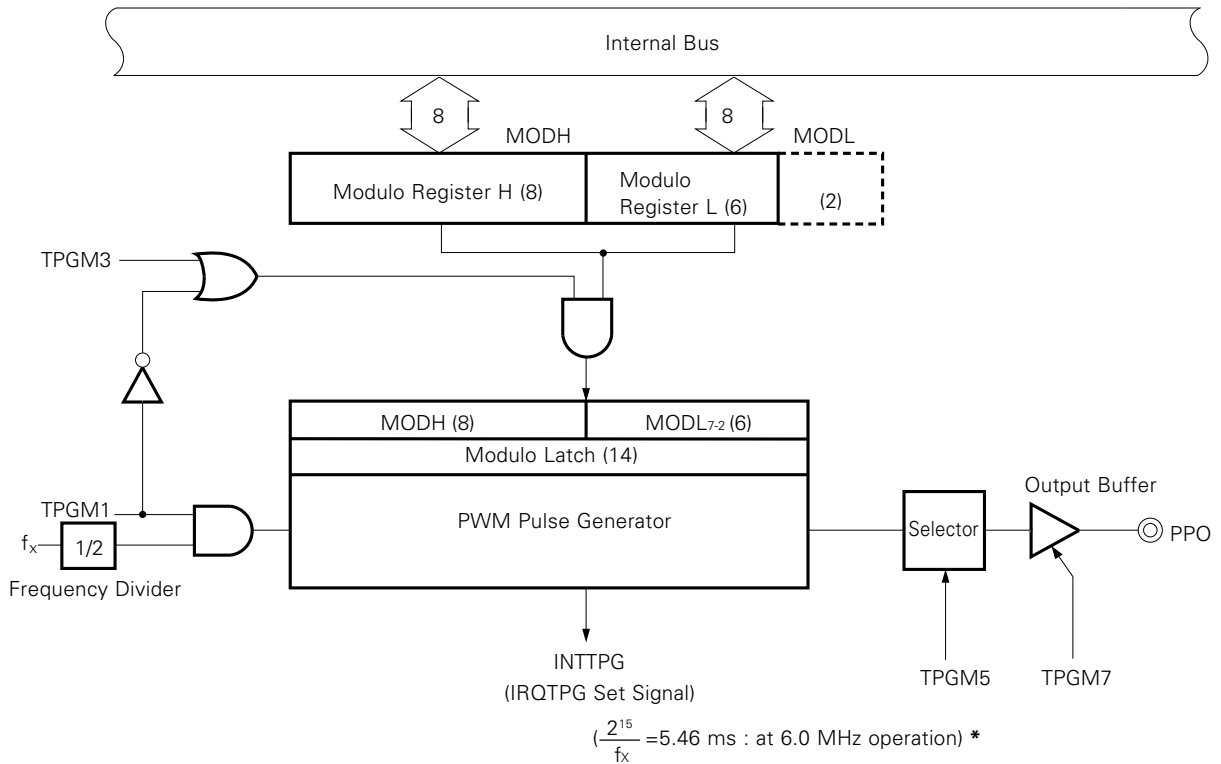 Internal Bus
8
8
MODH
MODL
Modulo Register H (8)
Modulo
Register L (6)
(2)
TPGM3
MODH (8)
MODL7-2 (6)
Modulo Latch (14)
TPGM1
PWM Pulse Generator
Output Buffer
fx
1/2
Selector
PPO
Frequency Divider
INTTPG
(IRQTPG Set Signal)
TPGM5
TPGM7
(2¹⁵/fx =5.46 ms : at 6.0 MHz operation) *